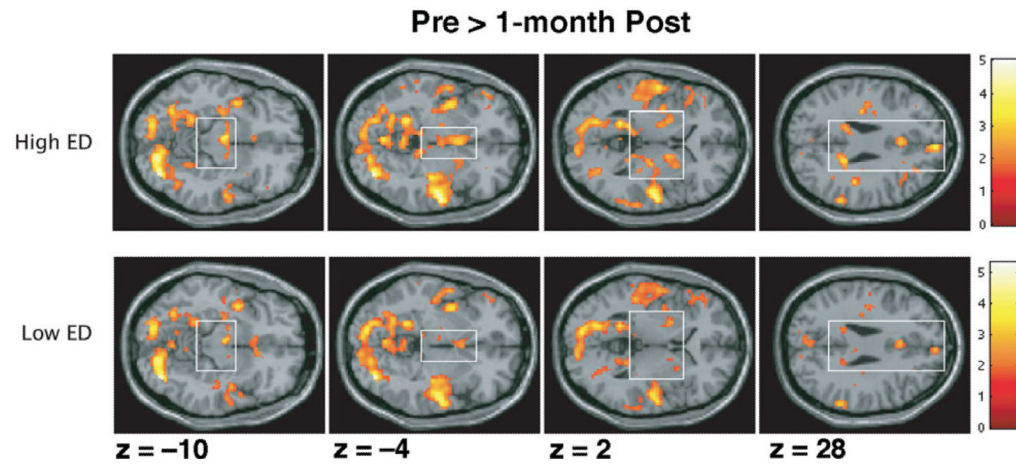 Pre > 1-month Post
High ED
5
4
3
2
1
0
Low ED
5
4
3
2
1
0
z = −10
z = −4
z = 2
z = 28